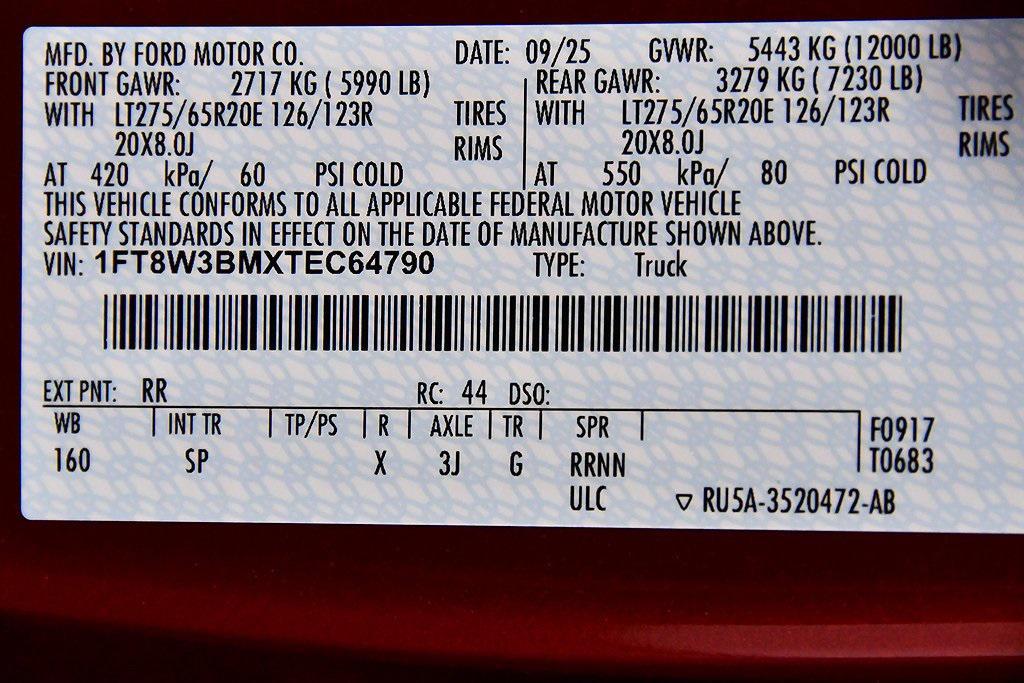 MFD. BY FORD MOTOR CO. DATE: 09/25 GVWR: 5443 KG (12000 LB)
FRONT GAWR: 2717 KG ( 5990 LB) REAR GAWR: 3279 KG ( 7230 LB)
WITH LT275/65R20E 126/123R TIRES WITH LT275/65R20E 126/123R TIRES
20X8.0J RIMS 20X8.0J RIMS
AT 420 kPa/ 60 PSI COLD AT 550 kPa/ 80 PSI COLD
THIS VEHICLE CONFORMS TO ALL APPLICABLE FEDERAL MOTOR VEHICLE
SAFETY STANDARDS IN EFFECT ON THE DATE OF MANUFACTURE SHOWN ABOVE.
VIN: 1FT8W3BMXTEC64790 TYPE: Truck
EXT PNT: RR RC: 44 DSO:
WB INT TR TP/PS R AXLE TR SPR F0917
160 SP X 3J G RRNN T0683
ULC ▽ RU5A-3520472-AB